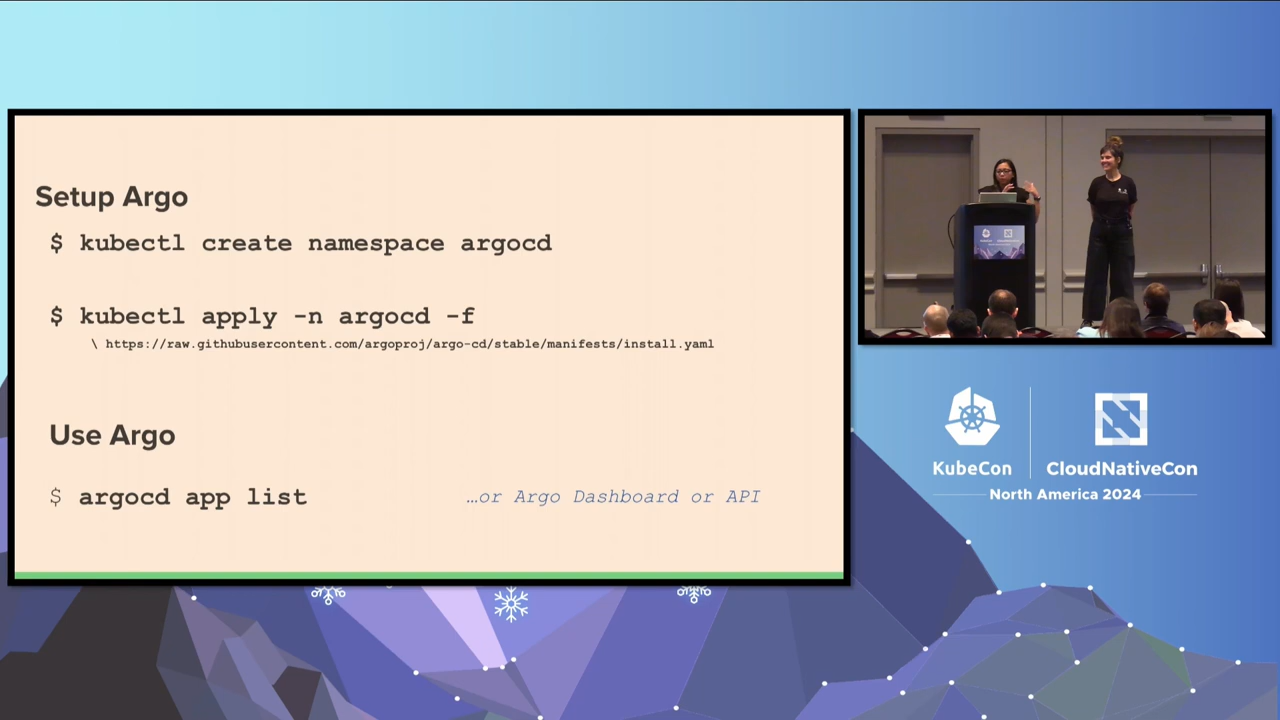 Setup Argo
$ kubectl create namespace argocd
$ kubectl apply -n argocd -f
\ https://raw.githubusercontent.com/argoproj/argo-cd/stable/manifests/install.yaml
Use Argo
$ argocd app list
…or Argo Dashboard or API
KubeCon
CloudNativeCon
North America 2024